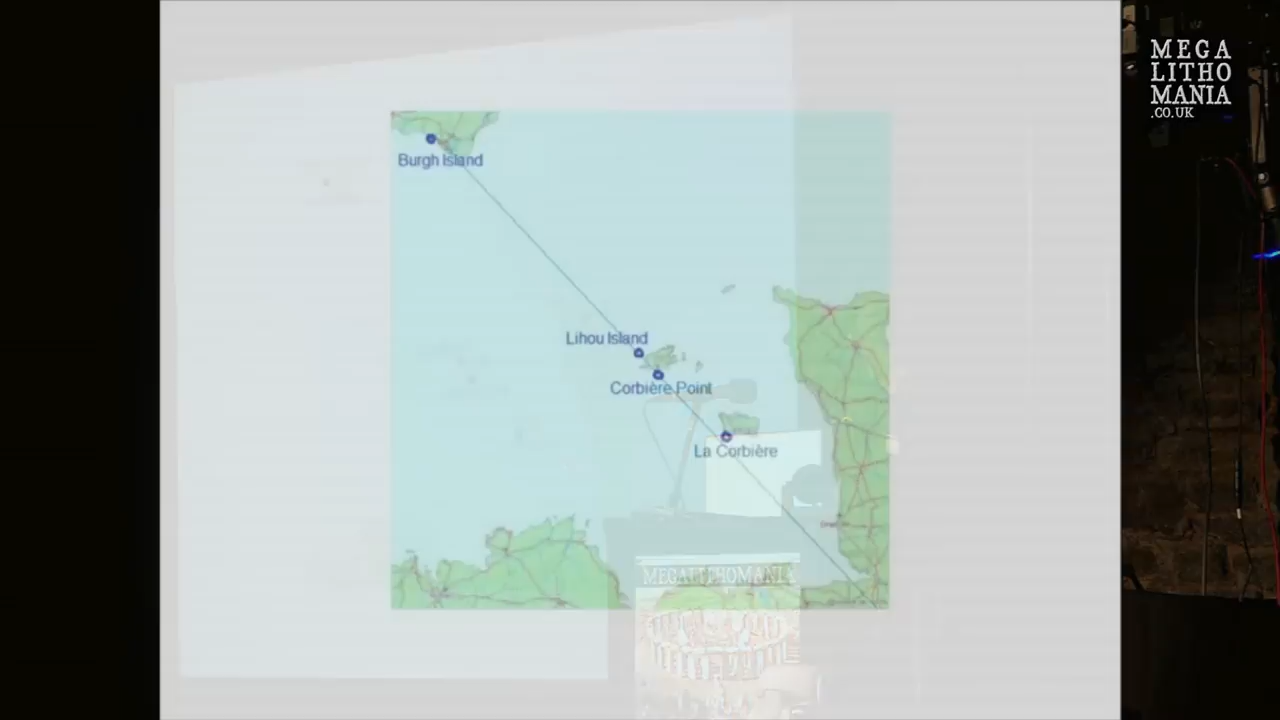 MEGA
LITHO
MANIA
.CO.UK
Burgh Island
Lihou Island
Corbière Point
La Corbière
MEGALITHOMANIA